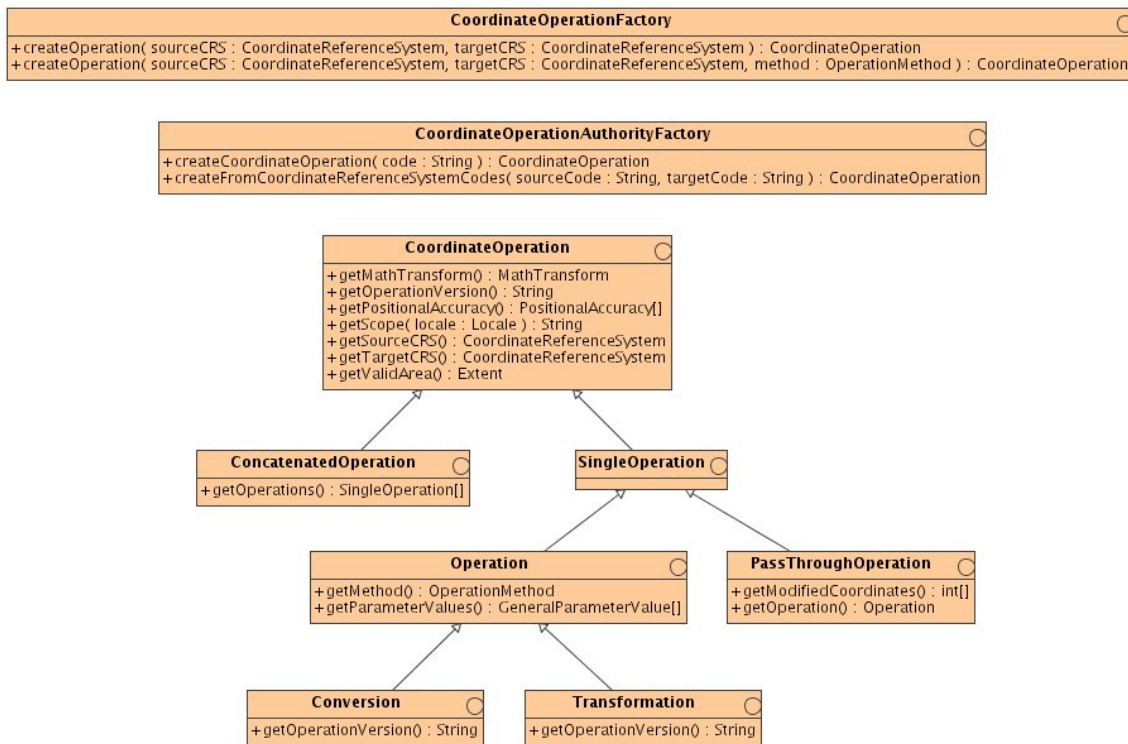 CoordinateOperationFactory
+createOperation( sourceCRS : CoordinateReferenceSystem, targetCRS : CoordinateReferenceSystem ) : CoordinateOperation
+createOperation( sourceCRS : CoordinateReferenceSystem, targetCRS : CoordinateReferenceSystem, method : OperationMethod ) : CoordinateOperation
CoordinateOperationAuthorityFactory
+createCoordinateOperation( code : String ) : CoordinateOperation
+createFromCoordinateReferenceSystemCodes( sourceCode : String, targetCode : String ) : CoordinateOperation
CoordinateOperation
+getMathTransform() : MathTransform
+getOperationVersion() : String
+getPositionalAccuracy() : PositionalAccuracy[]
+getScope( locale : Locale ) : String
+getSourceCRS() : CoordinateReferenceSystem
+getTargetCRS() : CoordinateReferenceSystem
+getValidArea() : Extent
ConcatenatedOperation
+getOperations() : SingleOperation[]
SingleOperation
Operation
+getMethod() : OperationMethod
+getParameterValues() : GeneralParameterValue[]
PassThroughOperation
+getModifiedCoordinates() : int[]
+getOperation() : Operation
Conversion
+getOperationVersion() : String
Transformation
+getOperationVersion() : String